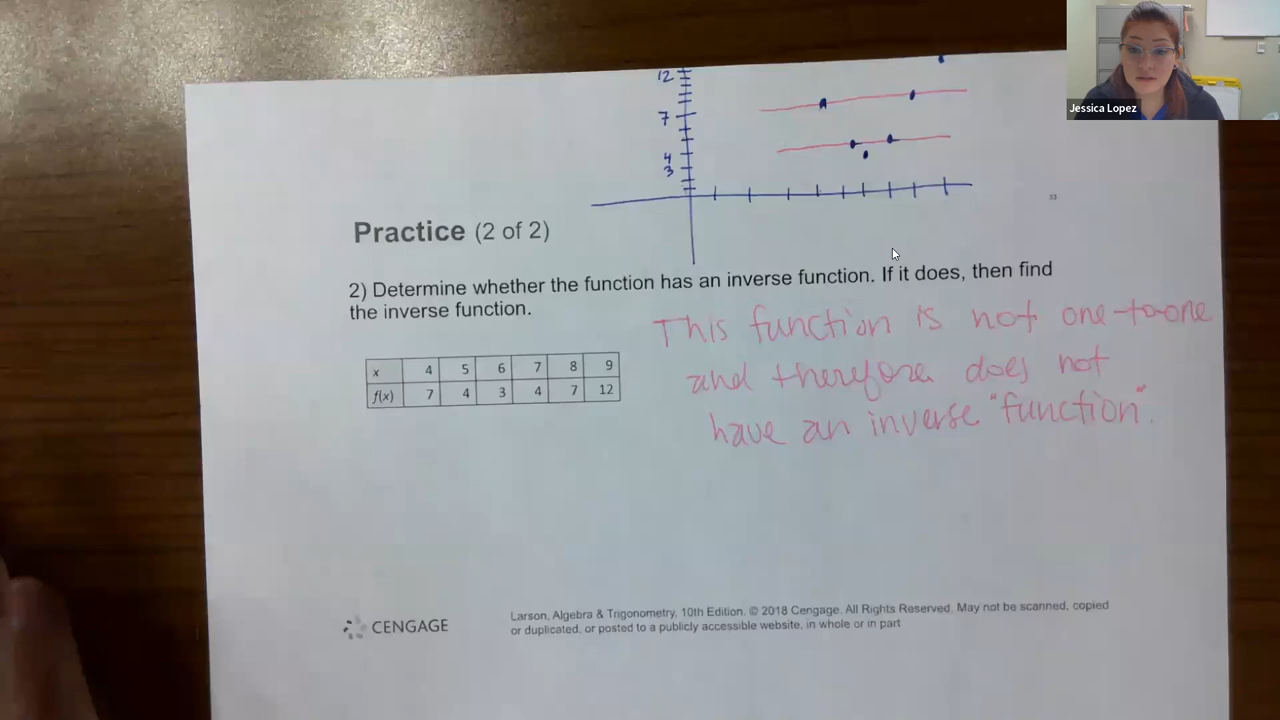 Jessica Lopez
12
7
4
3
33
Practice (2 of 2)
2) Determine whether the function has an inverse function. If it does, then find
the inverse function.
This function is not one-to-one
and therefore does not
have an inverse "function".
x 4 5 6 7 8 9
f(x) 7 4 3 4 7 12
CENGAGE
Larson, Algebra & Trigonometry, 10th Edition. © 2018 Cengage. All Rights Reserved. May not be scanned, copied
or duplicated, or posted to a publicly accessible website, in whole or in part